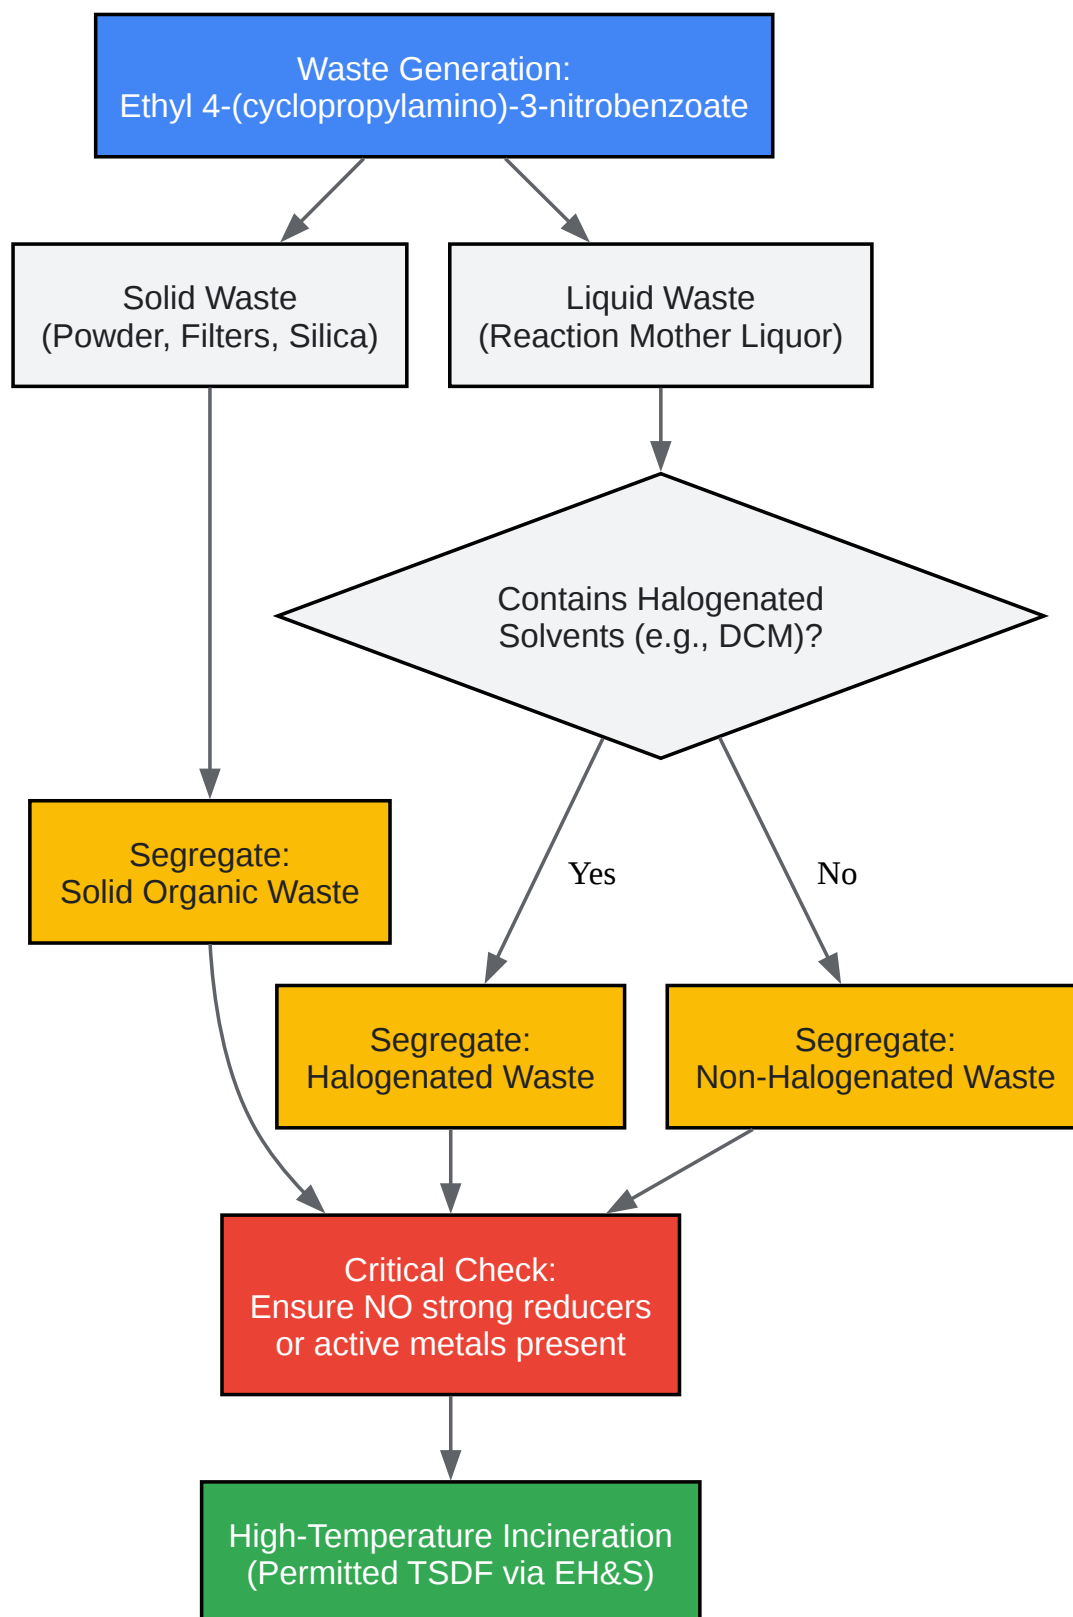 Waste Generation:
Ethyl 4-(cyclopropylamino)-3-nitrobenzoate
Solid Waste
(Powder, Filters, Silica)
Liquid Waste
(Reaction Mother Liquor)
Contains Halogenated
Solvents (e.g., DCM)?
Segregate:
Solid Organic Waste
Yes
No
Segregate:
Halogenated Waste
Segregate:
Non-Halogenated Waste
Critical Check:
Ensure NO strong reducers
or active metals present
High-Temperature Incineration
(Permitted TSDF via EH&S)